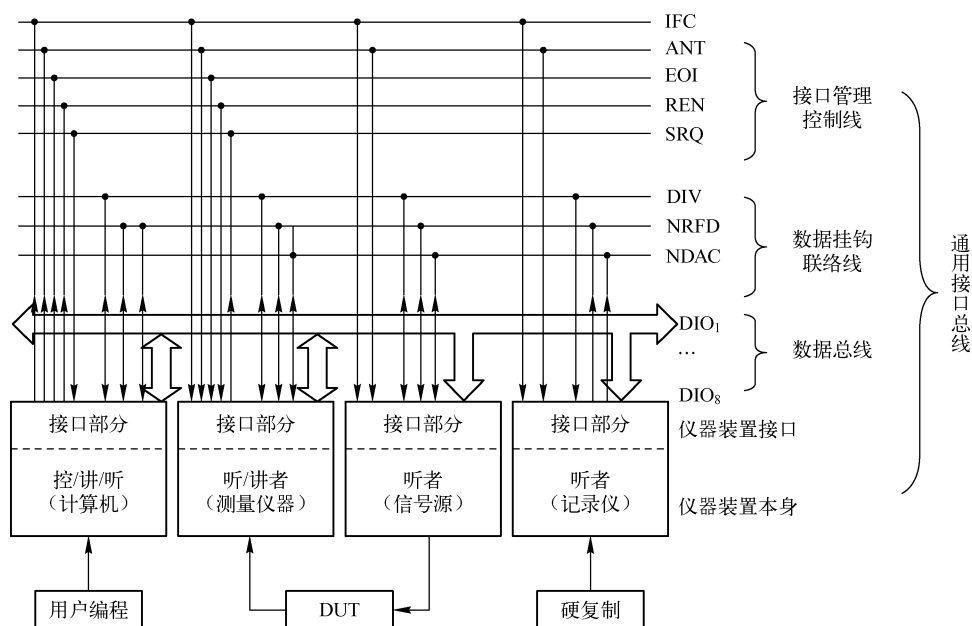 IFC
ANT
EOI
REN
SRQ
接口管理
控制线
DIV
NRFD
NDAC
数据挂钩
联络线
通用接口总线
DIO₁
…
DIO₈
数据总线
接口部分
接口部分
接口部分
接口部分
仪器装置接口
控/讲/听
（计算机）
听/讲者
（测量仪器）
听者
（信号源）
听者
（记录仪）
仪器装置本身
用户编程
DUT
硬复制